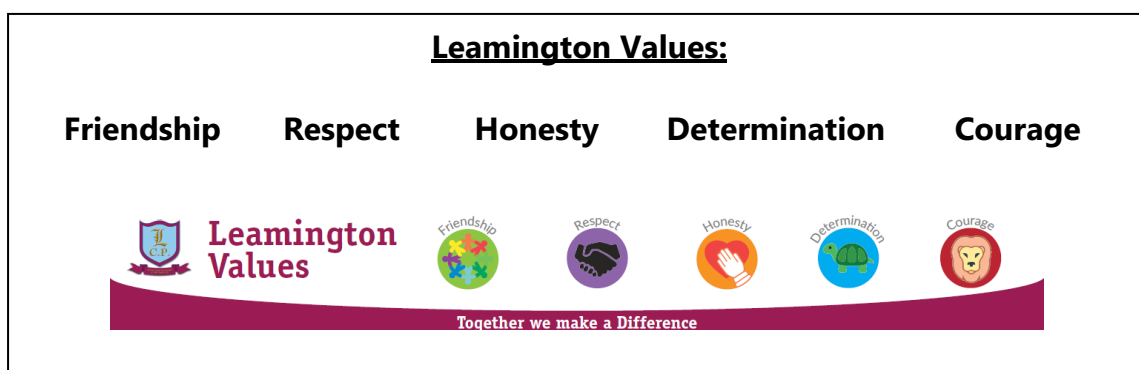 Leamington Values:
Friendship Respect Honesty Determination Courage
Friendship Respect Honesty Determination Courage
L
C.P.
Leamington
Values
Together we make a Difference